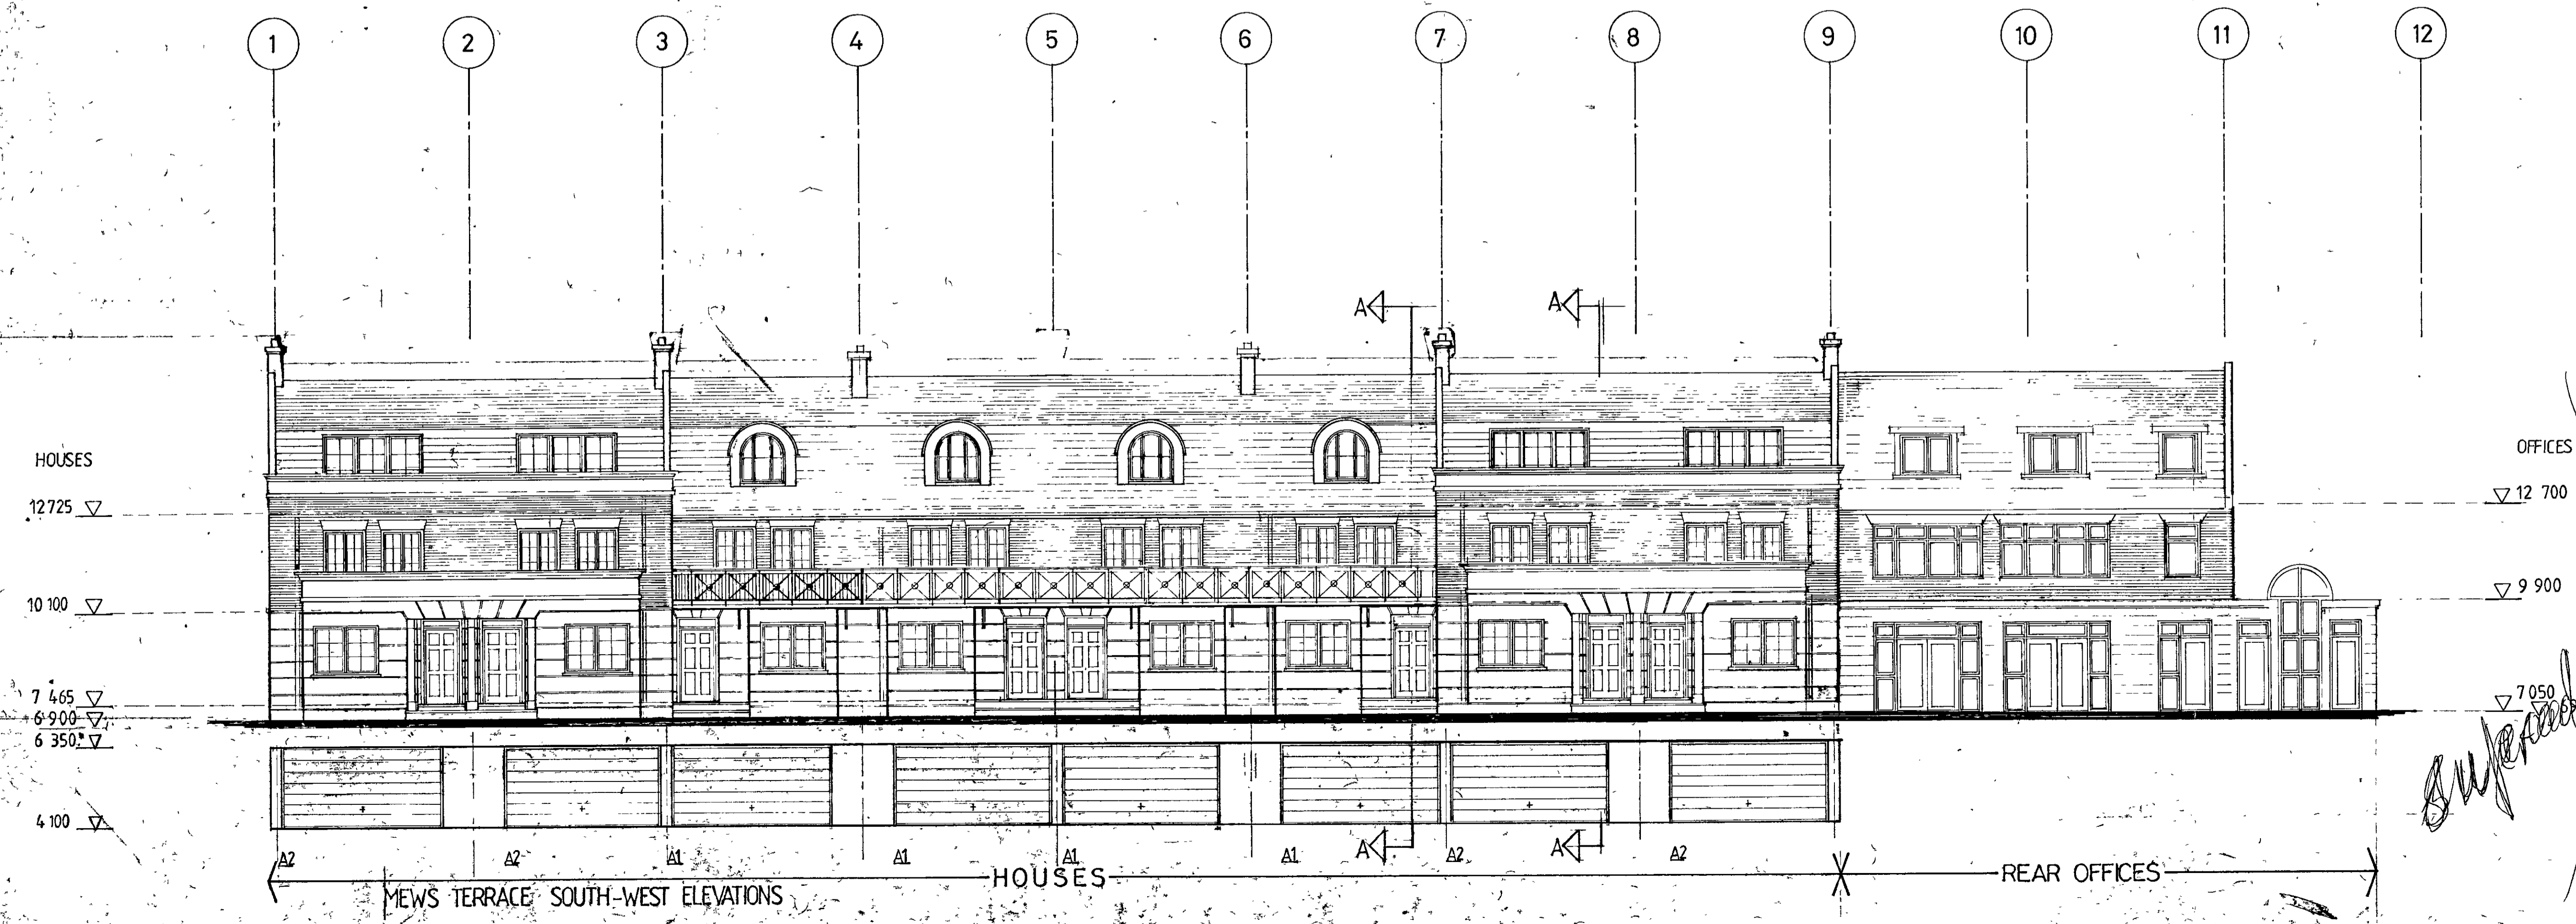 1 2 3 4 5 6 7 8 9 10 11 12
A A
HOUSES
OFFICES
12725
12 700
10 100
9 900
7 465
7050
6 900
6 350
4 100
A2 A2 A1 A1 A1 A1 A A2 A A2
HOUSES
REAR OFFICES
MEWS TERRACE SOUTH-WEST ELEVATIONS